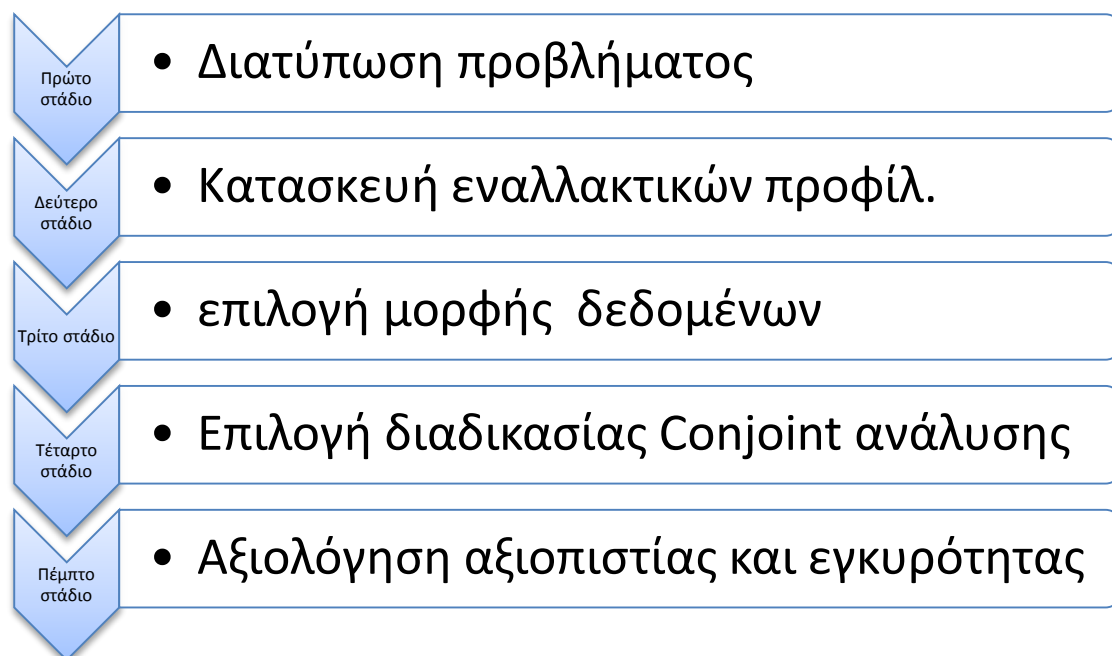 Πρώτο
στάδιο
• Διατύπωση προβλήματος
Δεύτερο
στάδιο
• Κατασκευή εναλλακτικών προφίλ.
Τρίτο στάδιο
• επιλογή μορφής  δεδομένων
Τέταρτο
στάδιο
• Επιλογή διαδικασίας Conjoint ανάλυσης
Πέμπτο
στάδιο
• Αξιολόγηση αξιοπιστίας και εγκυρότητας